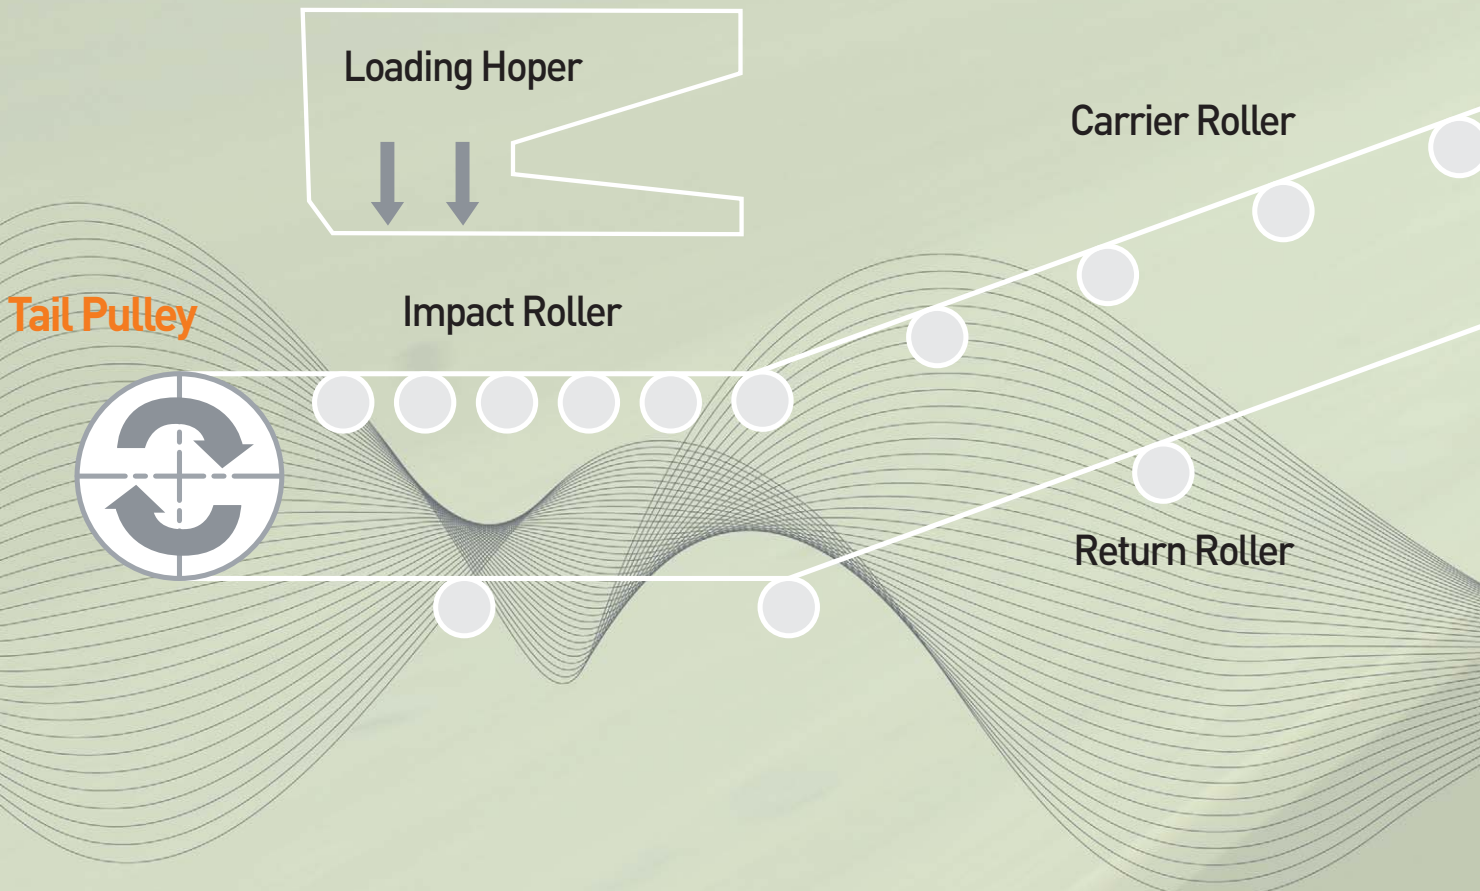 Loading Hoper
Carrier Roller
Tail Pulley
Impact Roller
Return Roller